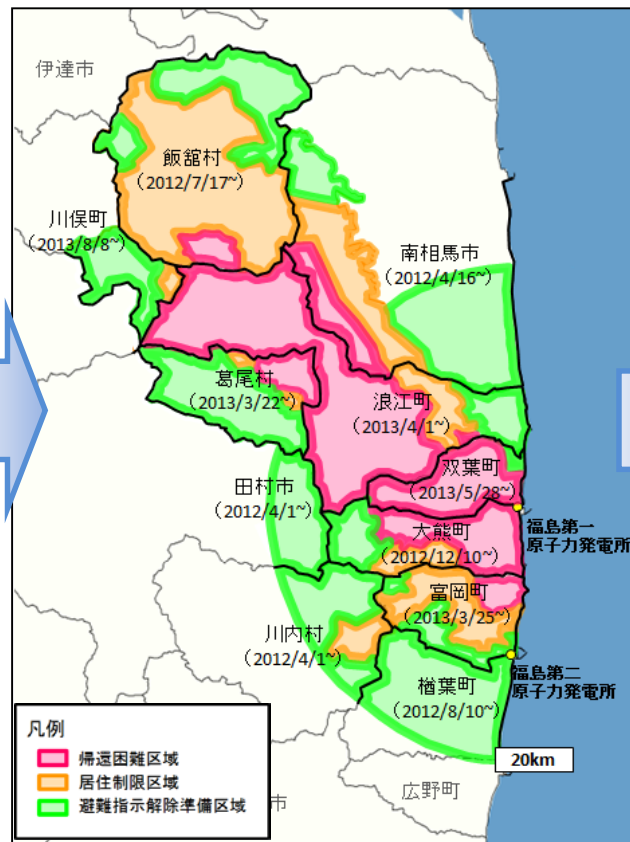 伊達市
飯舘村
（2012/7/17~）
川俣町
（2013/8/8~）
南相馬市
（2012/4/16~）
葛尾村
（2013/3/22~）
浪江町
（2013/4/1~）
田村市
（2012/4/1~）
双葉町
（2013/5/28~）
福島第一
原子力発電所
大熊町
（2012/12/10~）
富岡町
（2013/3/25~）
川内村
（2012/4/1~）
福島第二
原子力発電所
楢葉町
（2012/8/10~）
20km
広野町
市
凡例
帰還困難区域
居住制限区域
避難指示解除準備区域